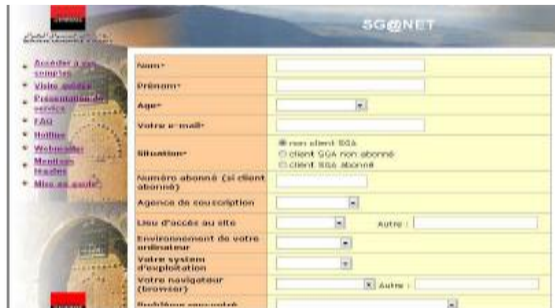 SG@NET
Accéder à vos
comptes
Visite guidée
Présentation du
service
FAQ
Hotline
Webmaster
Mentions
légales
Mise en garde
Nom*
Prénom*
Age*
Votre e-mail*
Situation*
non client SGA
client SGA non abonné
client SGA abonné
Numéro abonné (si client
abonné)
Agence de souscription
Lieu d'accès au site
Autre :
Environnement de votre
ordinateur
Votre system
d'exploitation
Votre navigateur
(browser)
Autre :
Problème rencontré